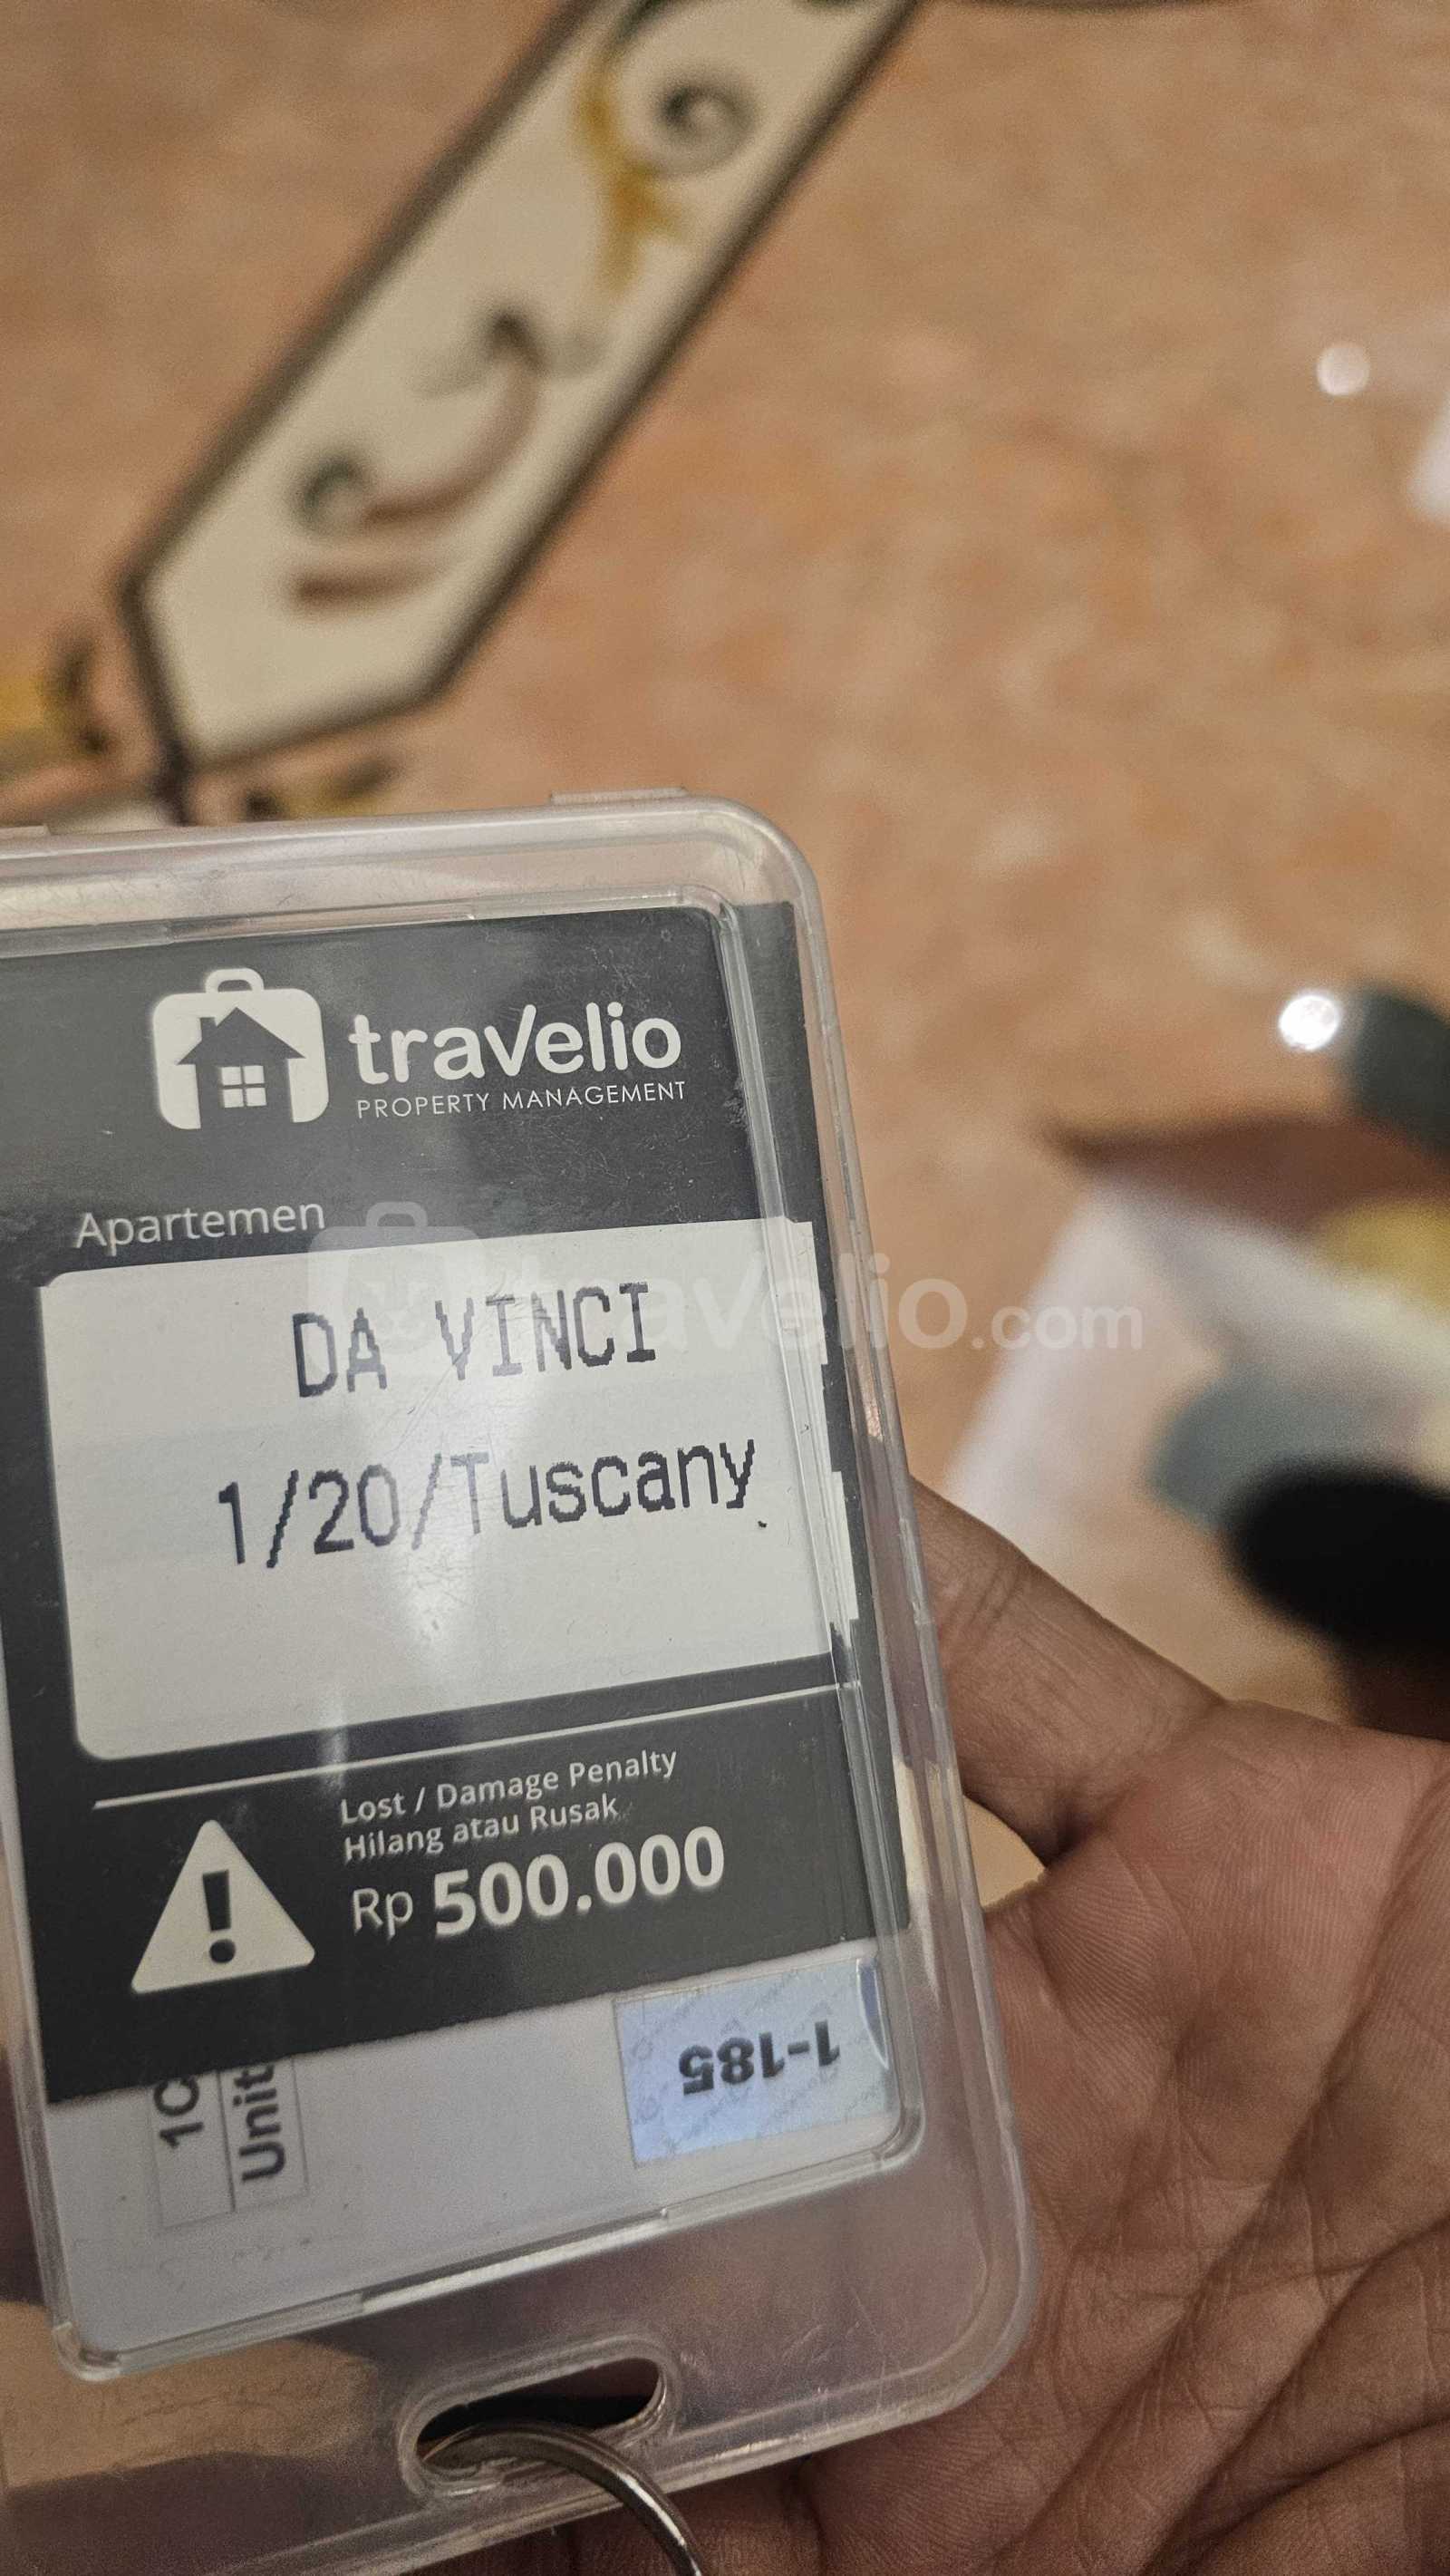 travelio
PROPERTY MANAGEMENT
Apartemen
travelio.com
DA VINCI
1/20/Tuscany
Lost / Damage Penalty
Hilang atau Rusak
Rp 500.000
1-185
Unit